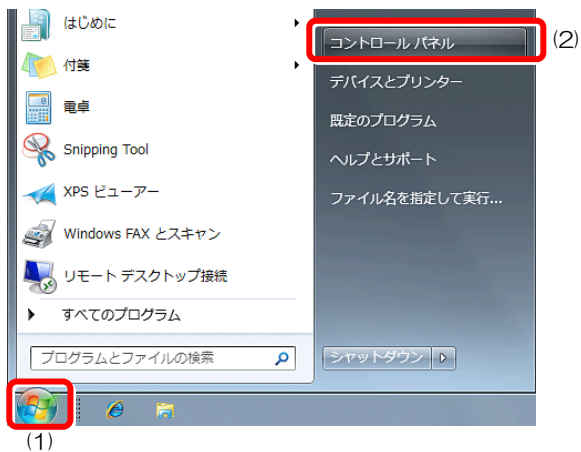 はじめに
付箋
電卓
Snipping Tool
XPS ビューアー
Windows FAX とスキャン
リモート デスクトップ接続
すべてのプログラム
プログラムとファイルの検索
コントロール パネル
(2)
デバイスとプリンター
既定のプログラム
ヘルプとサポート
ファイル名を指定して実行...
シャットダウン
(1)